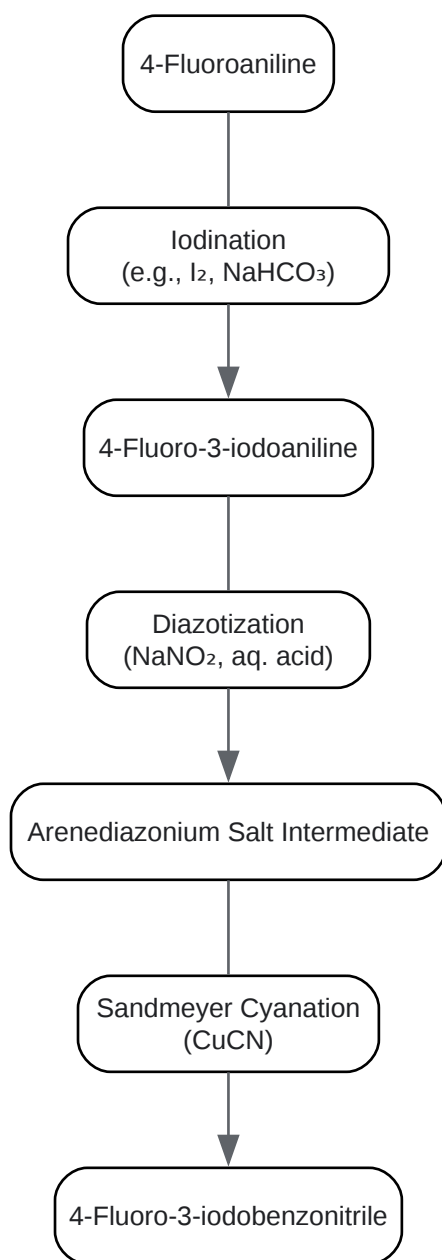 4-Fluoroaniline
Iodination
(e.g., I₂, NaHCO₃)
4-Fluoro-3-iodoaniline
Diazotization
(NaNO₂, aq. acid)
Arenediazonium Salt Intermediate
Sandmeyer Cyanation
(CuCN)
4-Fluoro-3-iodobenzonitrile